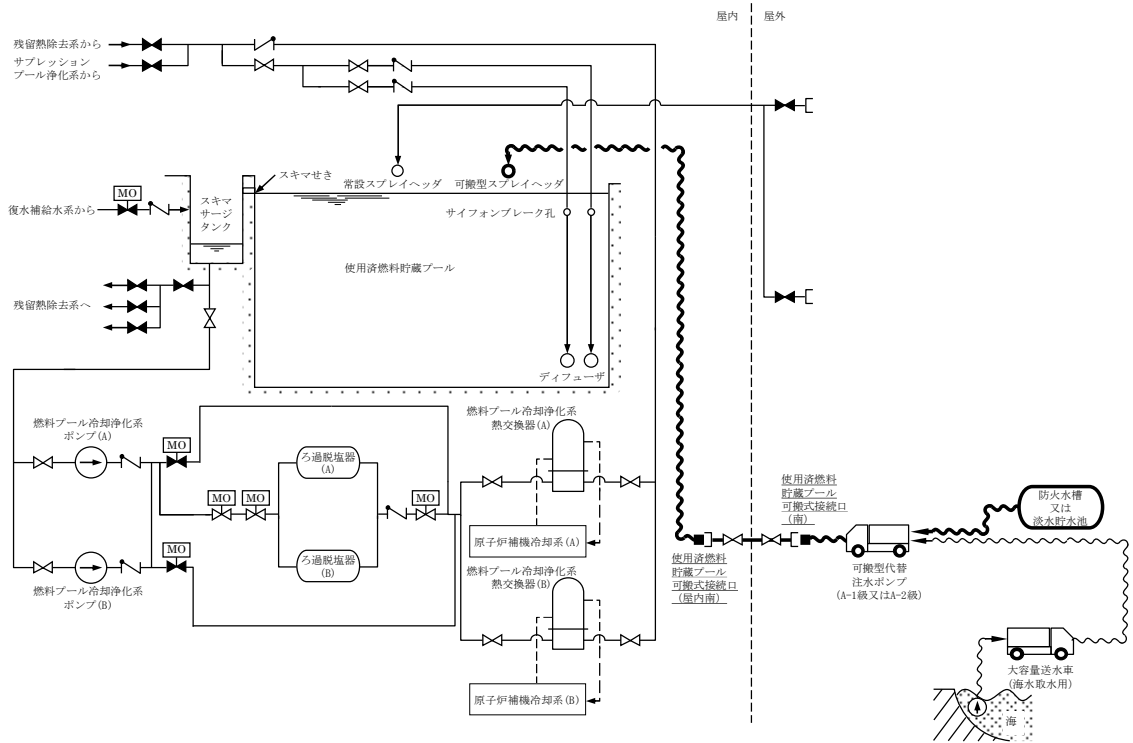 屋内
屋外
残留熱除去系から
サプレッション
プール浄化系から
スキマせき
常設スプレイヘッダ
可搬型スプレイヘッダ
MO
スキマ
サージ
タンク
復水補給水系から
サイフォンブレーク孔
使用済燃料貯蔵プール
残留熱除去系へ
ディフューザ
燃料プール冷却浄化系
ポンプ(A)
MO
ろ過脱塩器
(A)
MO
MO
MO
燃料プール冷却浄化系
熱交換器(A)
原子炉補機冷却系(A)
MO
ろ過脱塩器
(B)
燃料プール冷却浄化系
ポンプ(B)
燃料プール冷却浄化系
熱交換器(B)
原子炉補機冷却系(B)
使用済燃料
貯蔵プール
可搬式接続口
(屋内南)
使用済燃料
貯蔵プール
可搬式接続口
(南)
防火水槽
又は
淡水貯水池
可搬型代替
注水ポンプ
(A-1級又はA-2級)
大容量送水車
(海水取水用)
海